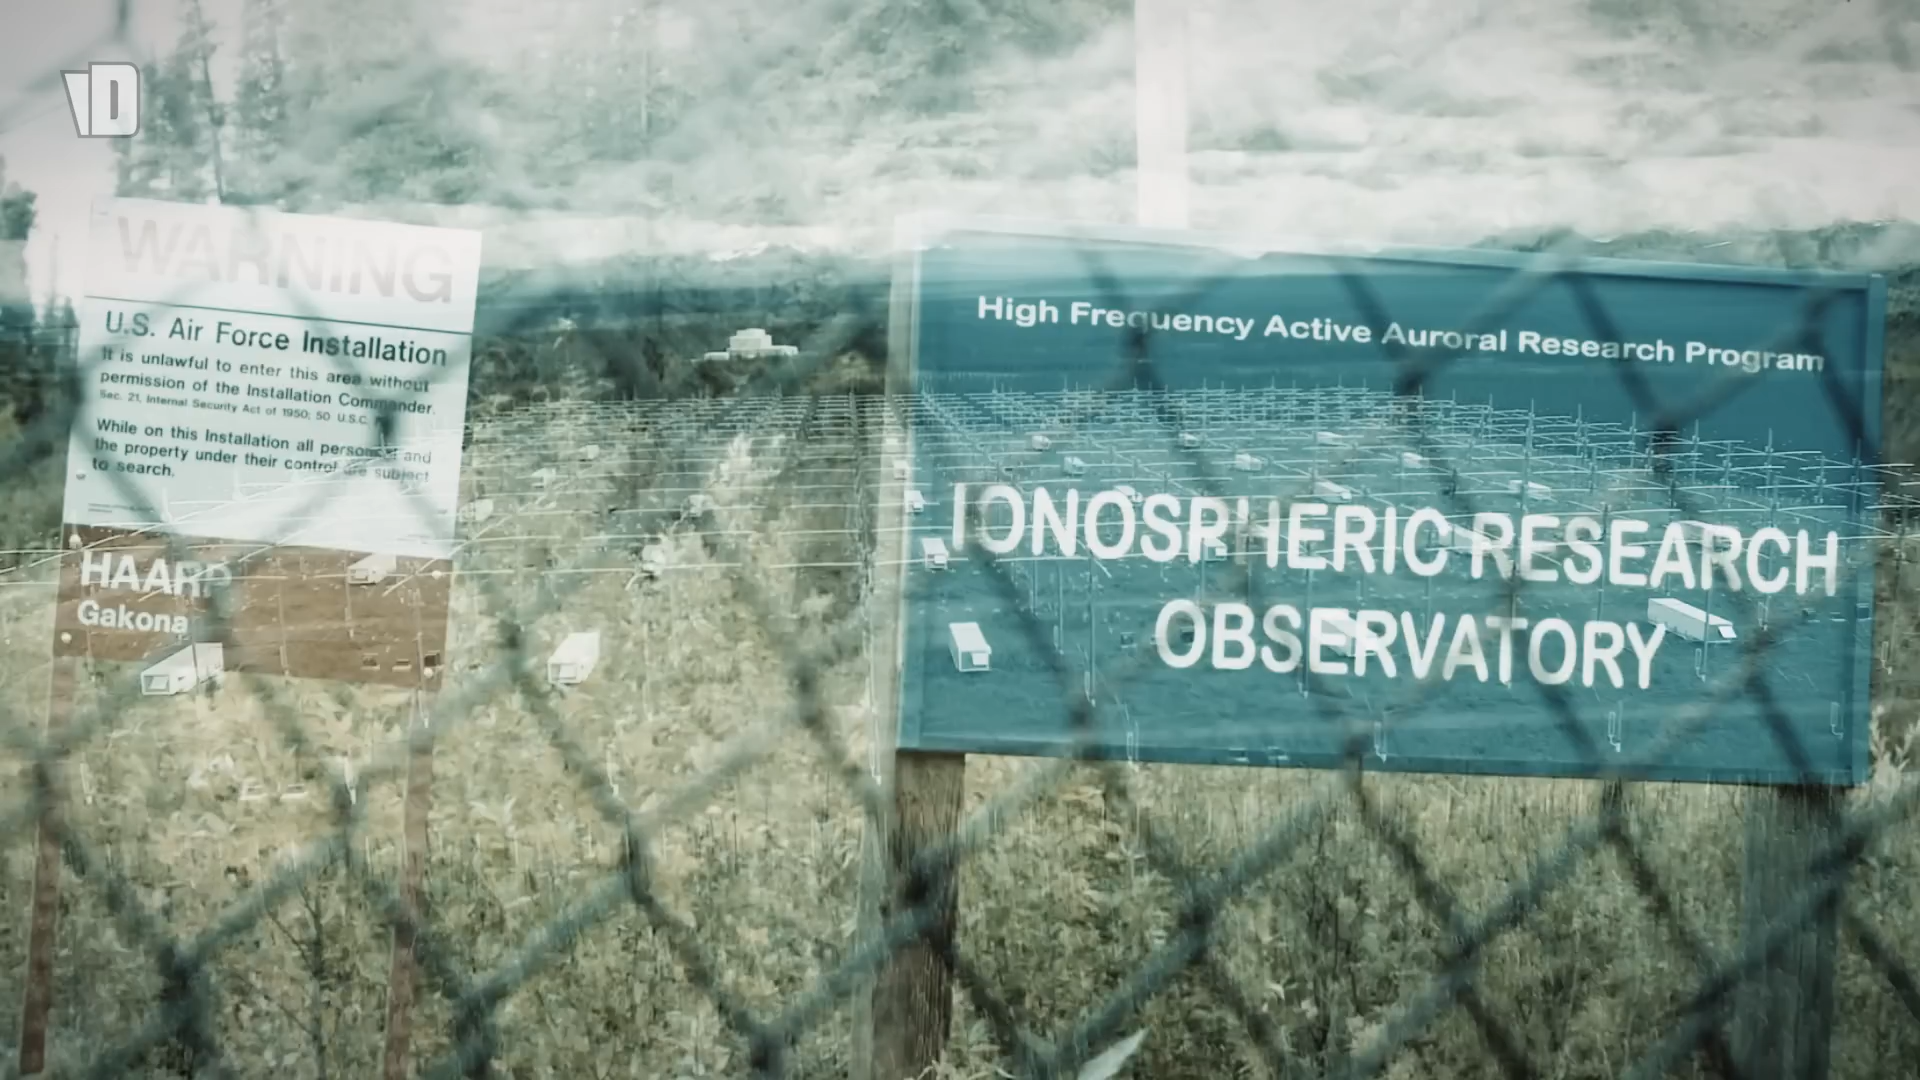 D
WARNING
U.S. Air Force Installation
It is unlawful to enter this area without
permission of the Installation Commander.
Sec. 21, Internal Security Act of 1950; 50 U.S.C.
While on this Installation all personnel and
the property under their control are subject
to search.
HAARP
Gakona
High Frequency Active Auroral Research Program
IONOSPHERIC RESEARCH
OBSERVATORY